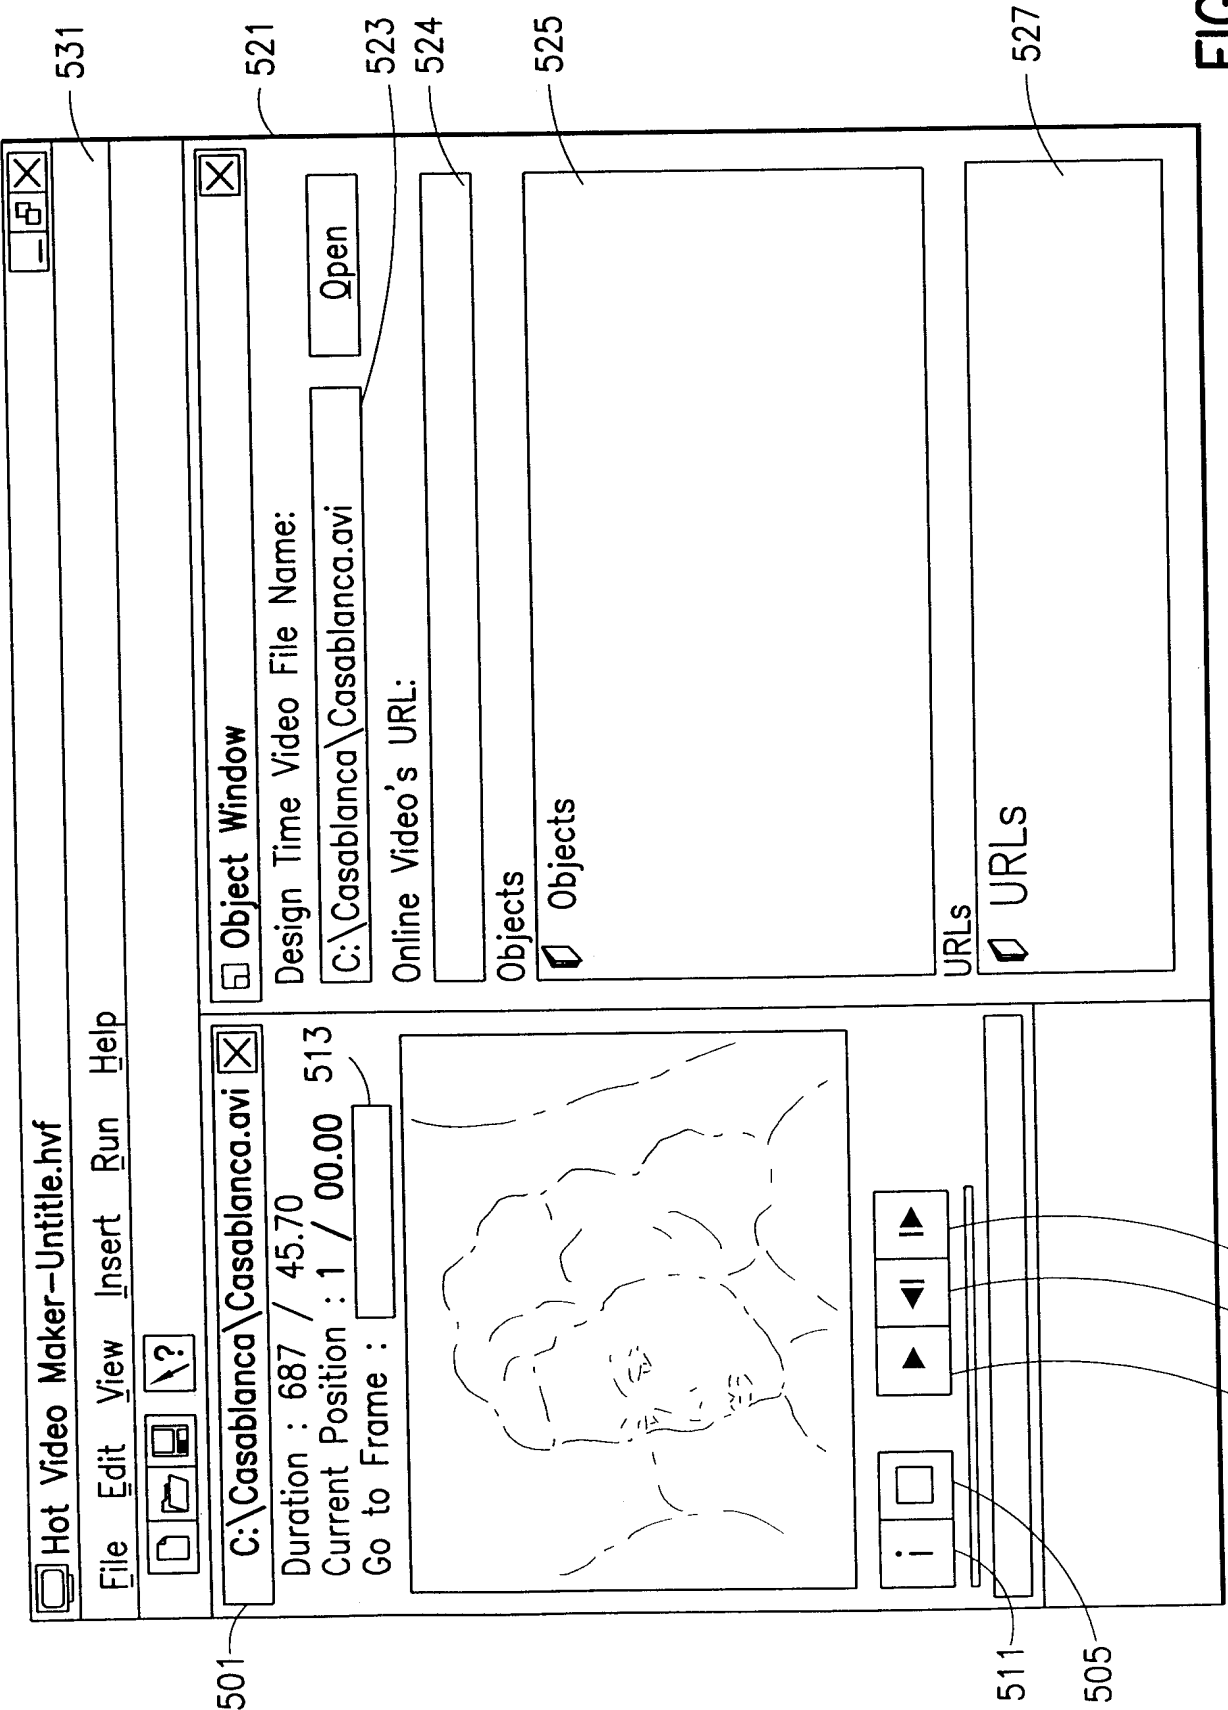 Hot Video Maker–Untitle.hvf
File Edit View Insert Run Help
?
C:\Casablanca\Casablanca.avi
Duration : 687 / 45.70
Current Position : 1 / 00.00
Go to Frame :
i
Object Window
Design Time Video File Name:
C:\Casablanca\Casablanca.avi
Open
Online Video's URL:
Objects
Objects
URLs
URLs
501
513
511
505
531
521
523
524
525
527